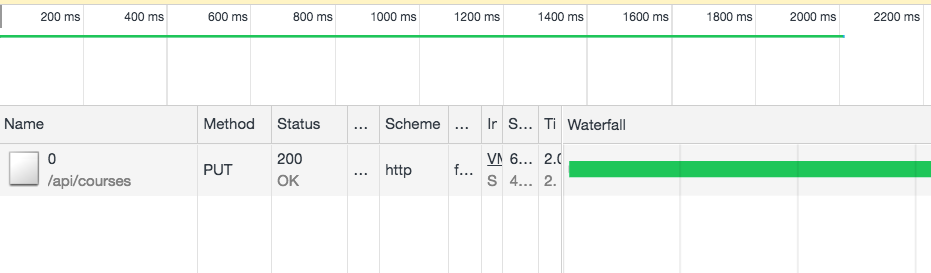 200 ms 400 ms 600 ms 800 ms 1000 ms 1200 ms 1400 ms 1600 ms 1800 ms 2000 ms 2200 ms
Name Method Status ... Scheme ... Ir S... Ti Waterfall
0 200 VM 6... 2.0
PUT ... http f...
/api/courses OK S 4... 2.